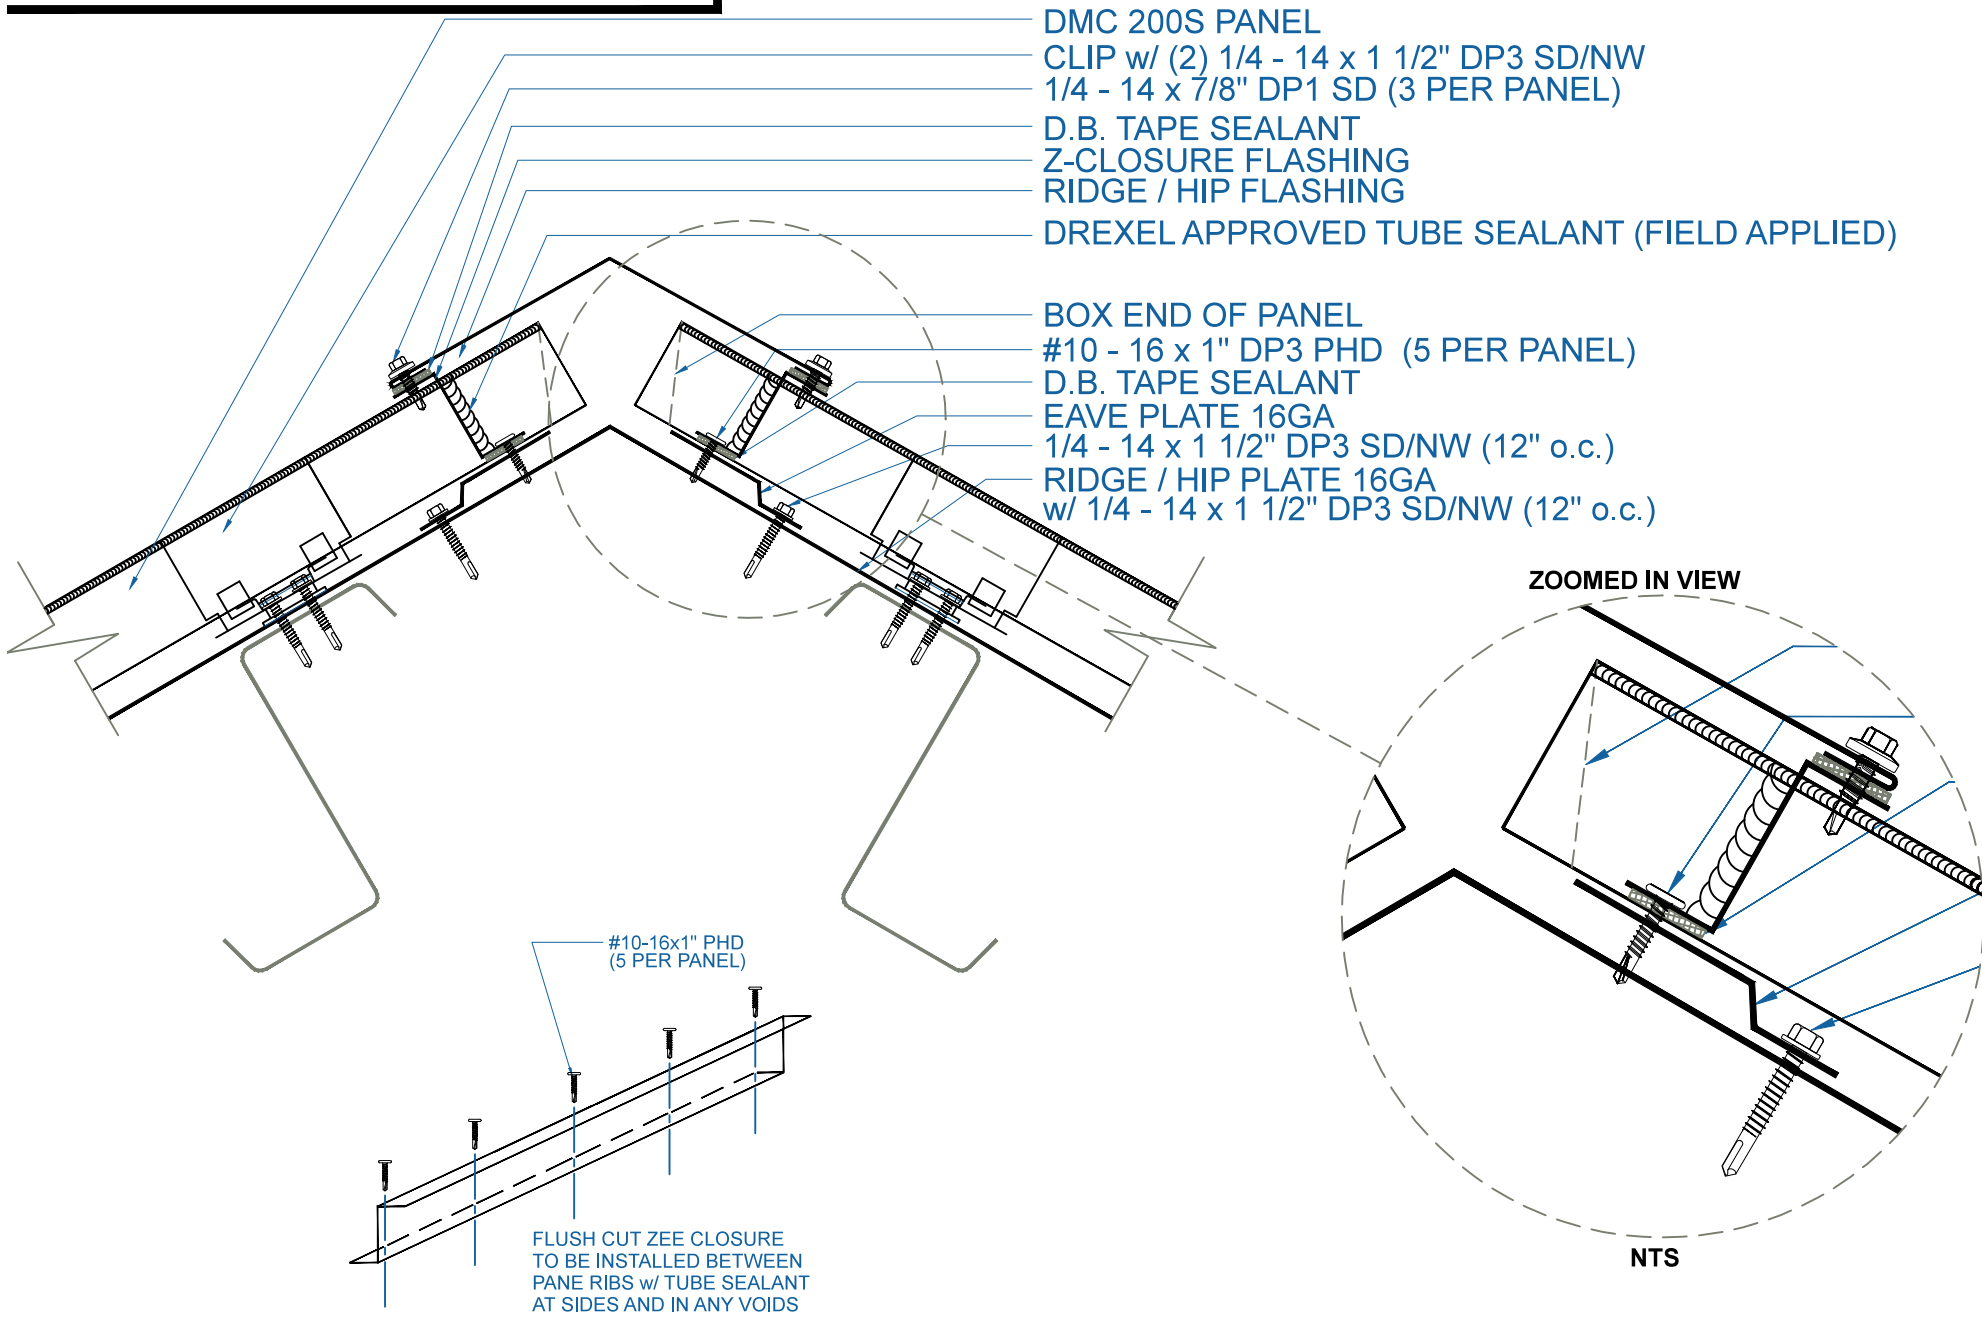 DMC 200S PANEL
CLIP w/ (2) 1/4 - 14 x 1 1/2" DP3 SD/NW
1/4 - 14 x 7/8" DP1 SD (3 PER PANEL)
D.B. TAPE SEALANT
Z-CLOSURE FLASHING
RIDGE / HIP FLASHING
DREXEL APPROVED TUBE SEALANT (FIELD APPLIED)
BOX END OF PANEL
#10 - 16 x 1" DP3 PHD (5 PER PANEL)
D.B. TAPE SEALANT
EAVE PLATE 16GA
1/4 - 14 x 1 1/2" DP3 SD/NW (12" o.c.)
RIDGE / HIP PLATE 16GA
w/ 1/4 - 14 x 1 1/2" DP3 SD/NW (12" o.c.)
ZOOMED IN VIEW
NTS
#10-16x1" PHD
(5 PER PANEL)
FLUSH CUT ZEE CLOSURE
TO BE INSTALLED BETWEEN
PANE RIBS w/ TUBE SEALANT
AT SIDES AND IN ANY VOIDS